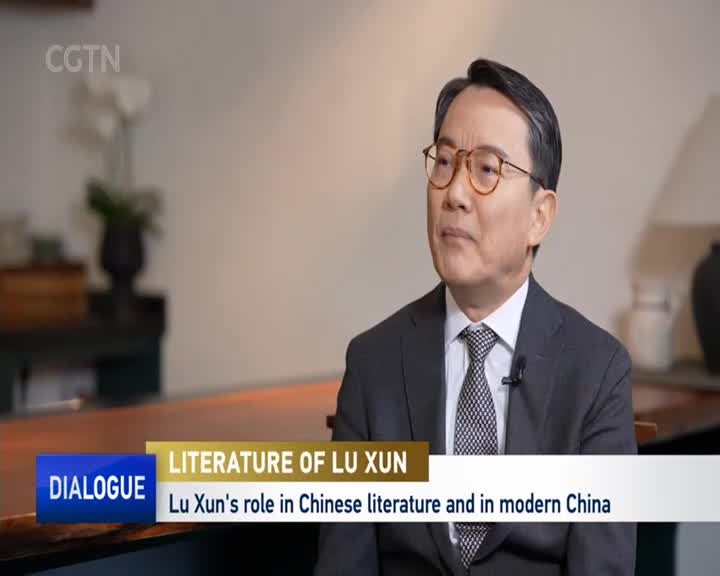 CGTN
LITERATURE OF LU XUN
DIALOGUE
Lu Xun's role in Chinese literature and in modern China